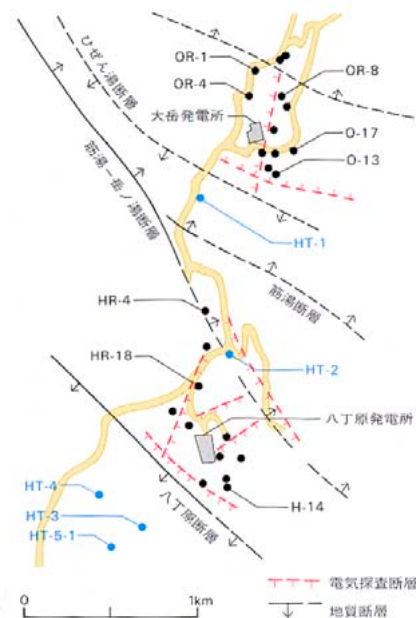 OR-1
OR-8
OR-4
ひぜん湯断層
大岳発電所
O-17
O-13
筋湯ー岳ノ湯断層
HT-1
筋湯断層
HR-4
HR-18
HT-2
八丁原発電所
HT-4
HT-3
HT-5-1
八丁原断層
H-14
電気探査断層
地質断層
0 1km